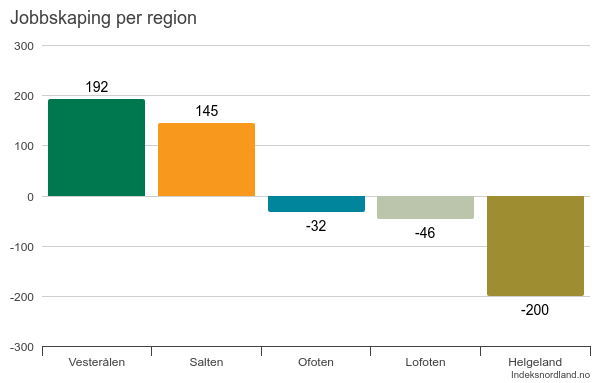 Jobbskaping per region
300
200
100
0
-100
-200
-300
192
145
-32
-46
-200
Vesterålen
Salten
Ofoten
Lofoten
Helgeland
Indeksnordland.no